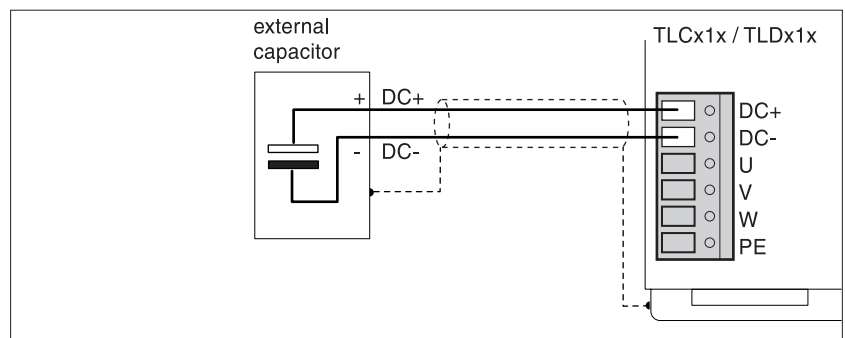 external
capacitor
TLCx1x / TLDx1x
+ DC+
- DC-
DC+
DC-
U
V
W
PE